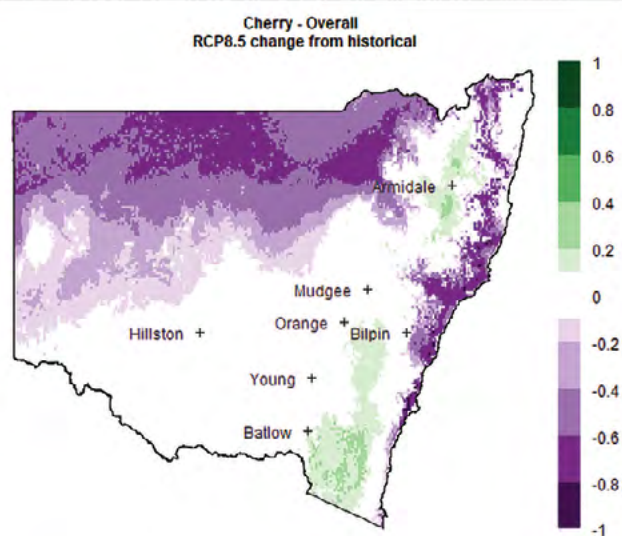 Cherry - Overall
RCP8.5 change from historical
Armidale
Mudgee
Orange
Bilpin
Hillston
Young
Batlow
1
0.8
0.6
0.4
0.2
0
-0.2
-0.4
-0.6
-0.8
-1